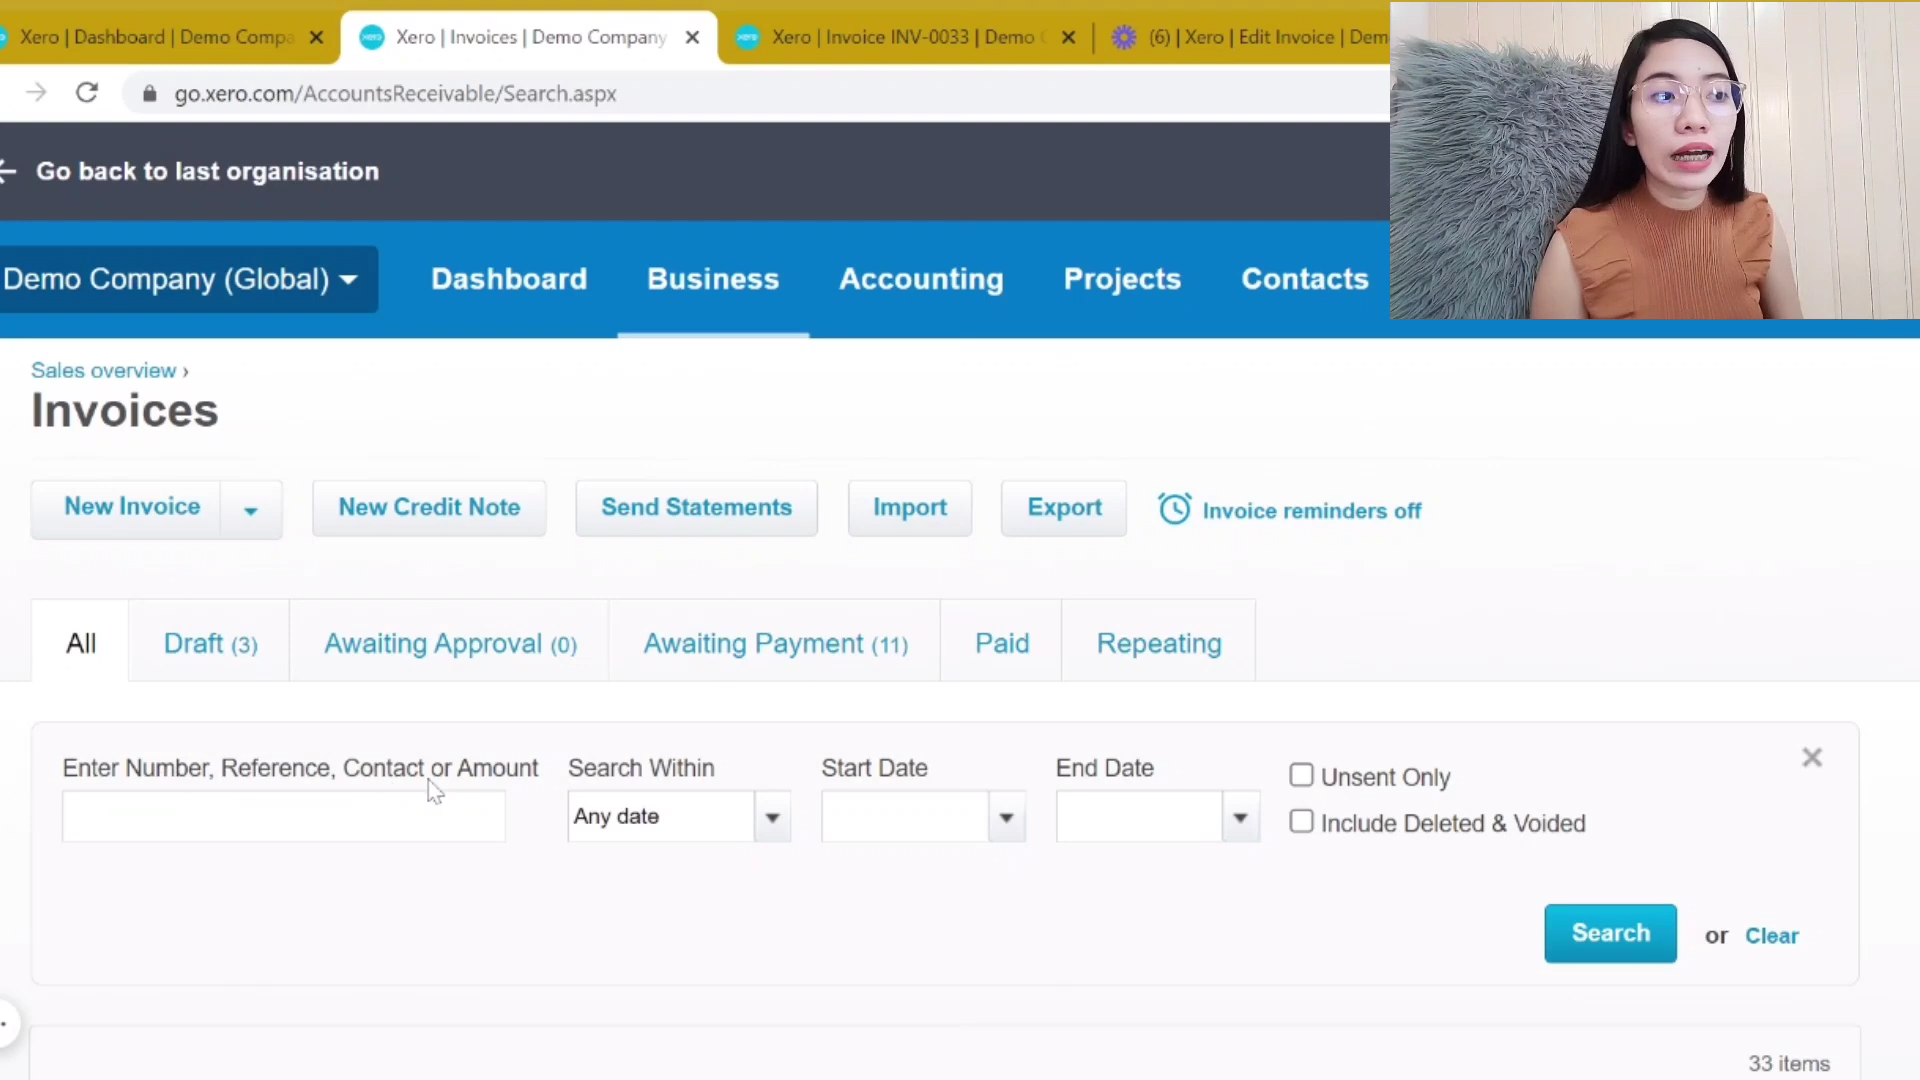 Xero | Dashboard | Demo Compa
Xero | Invoices | Demo Company
Xero | Invoice INV-0033 | Demo
(6) | Xero | Edit Invoice | Dem
go.xero.com/AccountsReceivable/Search.aspx
Go back to last organisation
Demo Company (Global)
Dashboard
Business
Accounting
Projects
Contacts
Sales overview ›
Invoices
New Invoice
New Credit Note
Send Statements
Import
Export
Invoice reminders off
All
Draft (3)
Awaiting Approval (0)
Awaiting Payment (11)
Paid
Repeating
Enter Number, Reference, Contact or Amount
Search Within
Start Date
End Date
Unsent Only
Any date
Include Deleted & Voided
Search
or
Clear
33 items